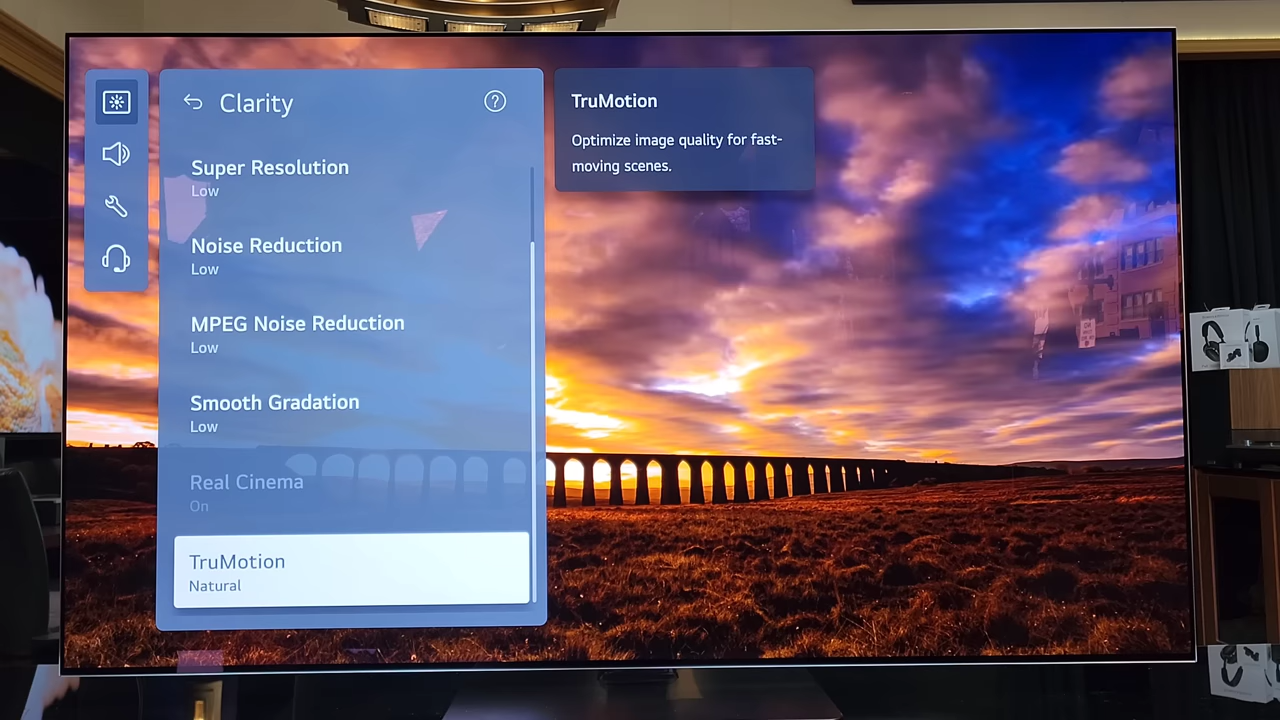 Clarity
?
Super Resolution
Low
Noise Reduction
Low
MPEG Noise Reduction
Low
Smooth Gradation
Low
Real Cinema
On
TruMotion
Natural
TruMotion
Optimize image quality for fast-
moving scenes.